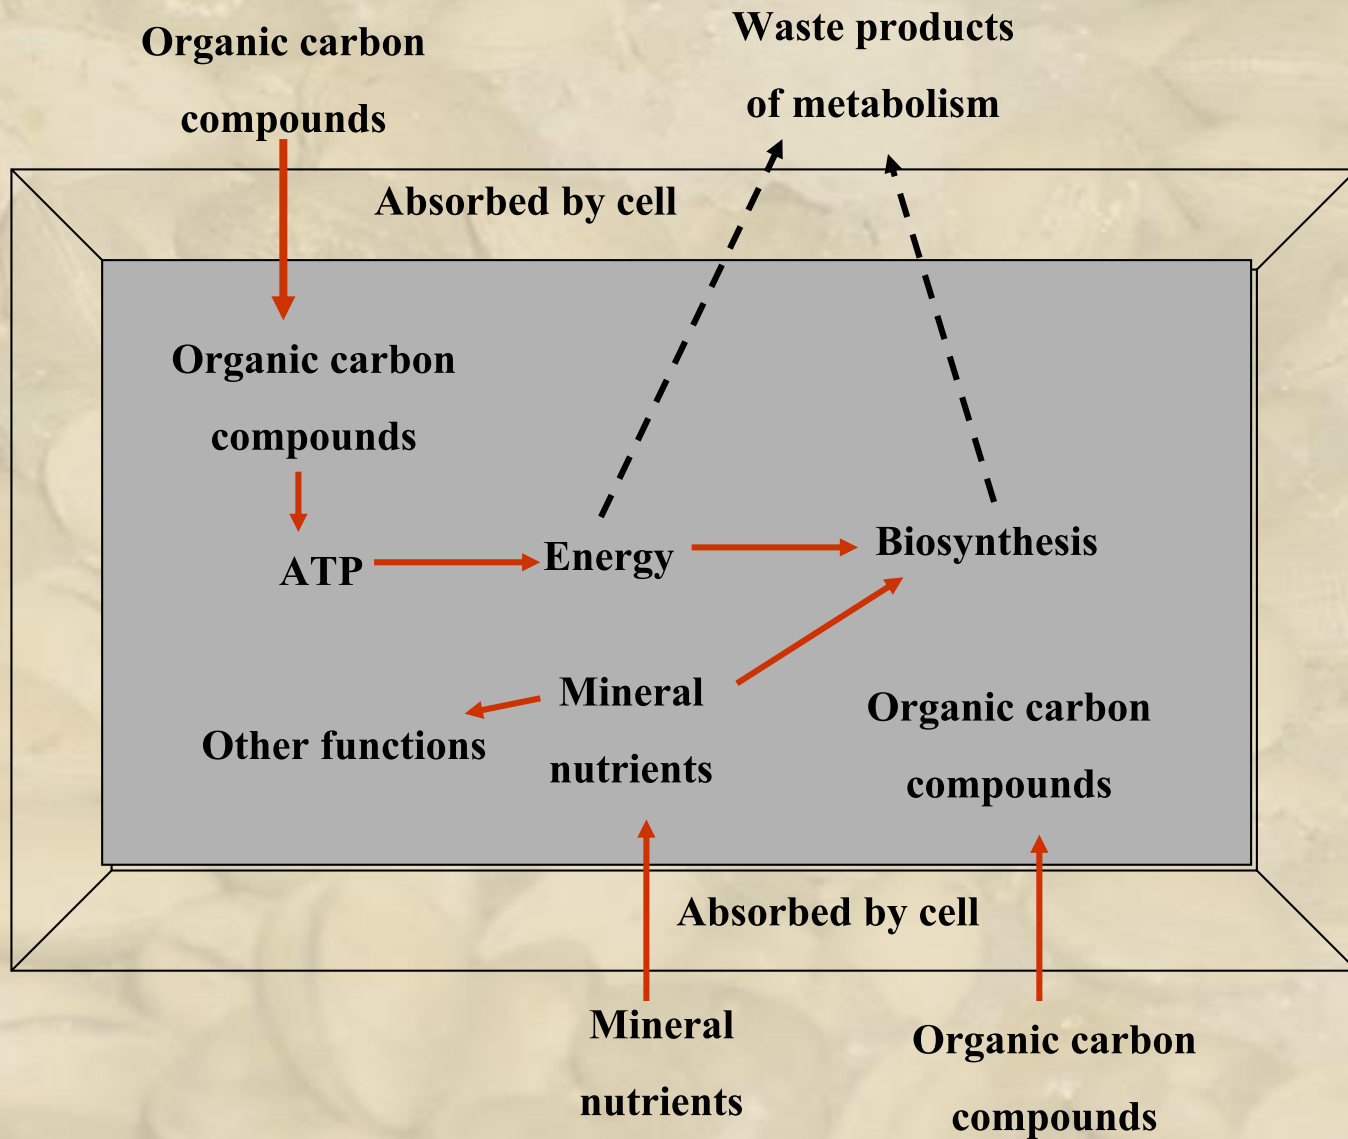 Organic carbon
compounds
Waste products
of metabolism
Absorbed by cell
Organic carbon
compounds
ATP
Energy
Biosynthesis
Mineral
nutrients
Other functions
Organic carbon
compounds
Absorbed by cell
Mineral
nutrients
Organic carbon
compounds